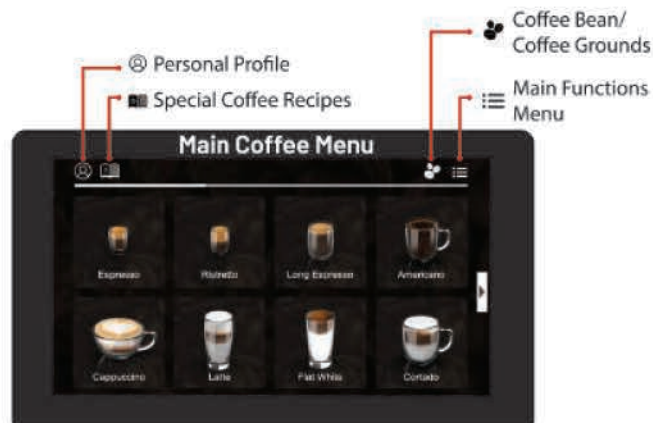 Coffee Bean/
Coffee Grounds
Personal Profile
Special Coffee Recipes
Main Functions
Menu
Main Coffee Menu
Espresso
Ristretto
Long Espresso
Americano
Cappuccino
Latte
Flat White
Cortado